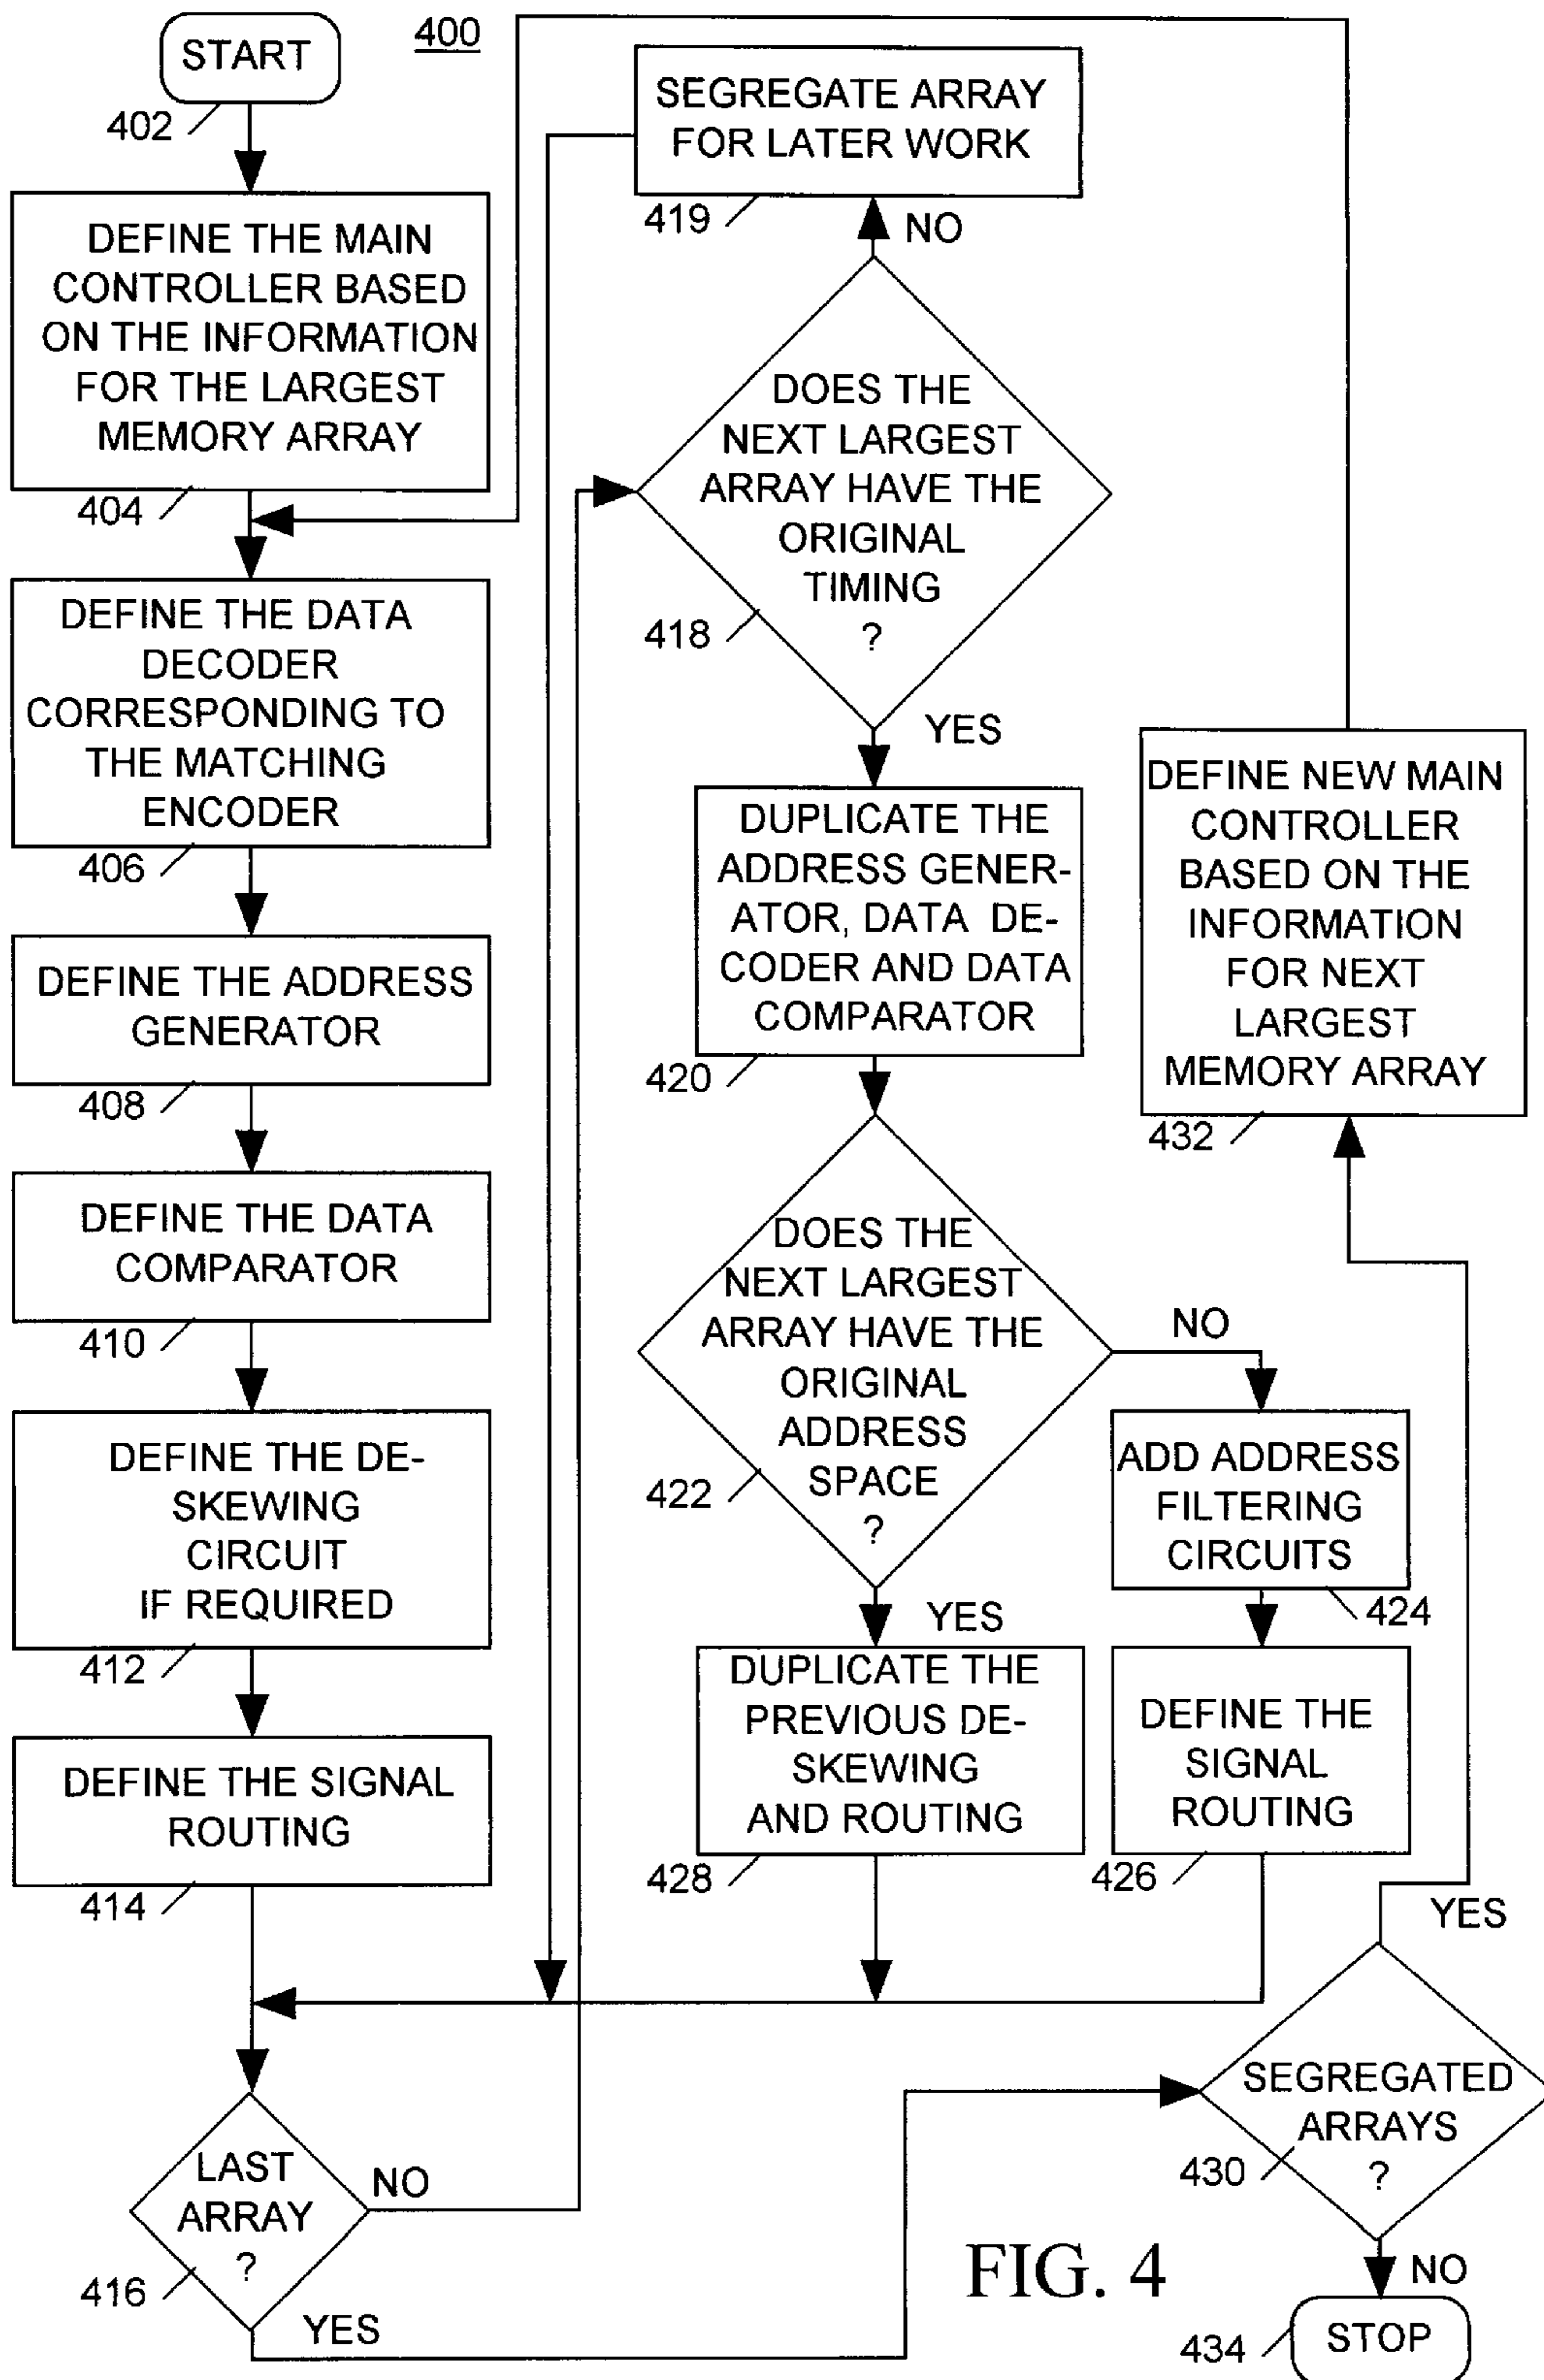 400
START
402
DEFINE THE MAIN
CONTROLLER BASED
ON THE INFORMATION
FOR THE LARGEST
MEMORY ARRAY
404
DEFINE THE DATA
DECODER
CORRESPONDING TO
THE MATCHING
ENCODER
406
DEFINE THE ADDRESS
GENERATOR
408
DEFINE THE DATA
COMPARATOR
410
DEFINE THE DE-
SKEWING
CIRCUIT
IF REQUIRED
412
DEFINE THE SIGNAL
ROUTING
414
LAST
ARRAY
?
416
NO
YES
SEGREGATE ARRAY
FOR LATER WORK
419
NO
DOES THE
NEXT LARGEST
ARRAY HAVE THE
ORIGINAL
TIMING
?
418
YES
DUPLICATE THE
ADDRESS GENER-
ATOR, DATA DE-
CODER AND DATA
COMPARATOR
420
DOES THE
NEXT LARGEST
ARRAY HAVE THE
ORIGINAL
ADDRESS
SPACE
?
422
NO
YES
ADD ADDRESS
FILTERING
CIRCUITS
424
DUPLICATE THE
PREVIOUS DE-
SKEWING
AND ROUTING
428
DEFINE THE
SIGNAL
ROUTING
426
DEFINE NEW MAIN
CONTROLLER
BASED ON THE
INFORMATION
FOR NEXT
LARGEST
MEMORY ARRAY
432
YES
SEGREGATED
ARRAYS
?
430
NO
STOP
434
FIG. 4